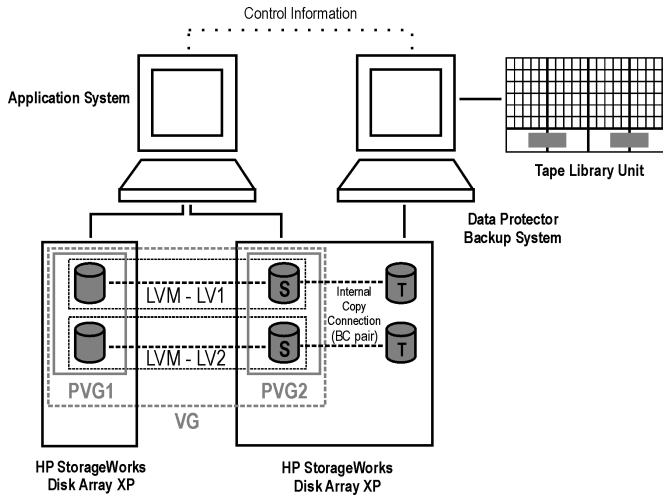 Control Information
Application System
Tape Library Unit
Data Protector
Backup System
S
T
LVM - LV1
Internal
Copy
Connection
(BC pair)
S
T
LVM - LV2
PVG1
PVG2
VG
HP StorageWorks
Disk Array XP
HP StorageWorks
Disk Array XP